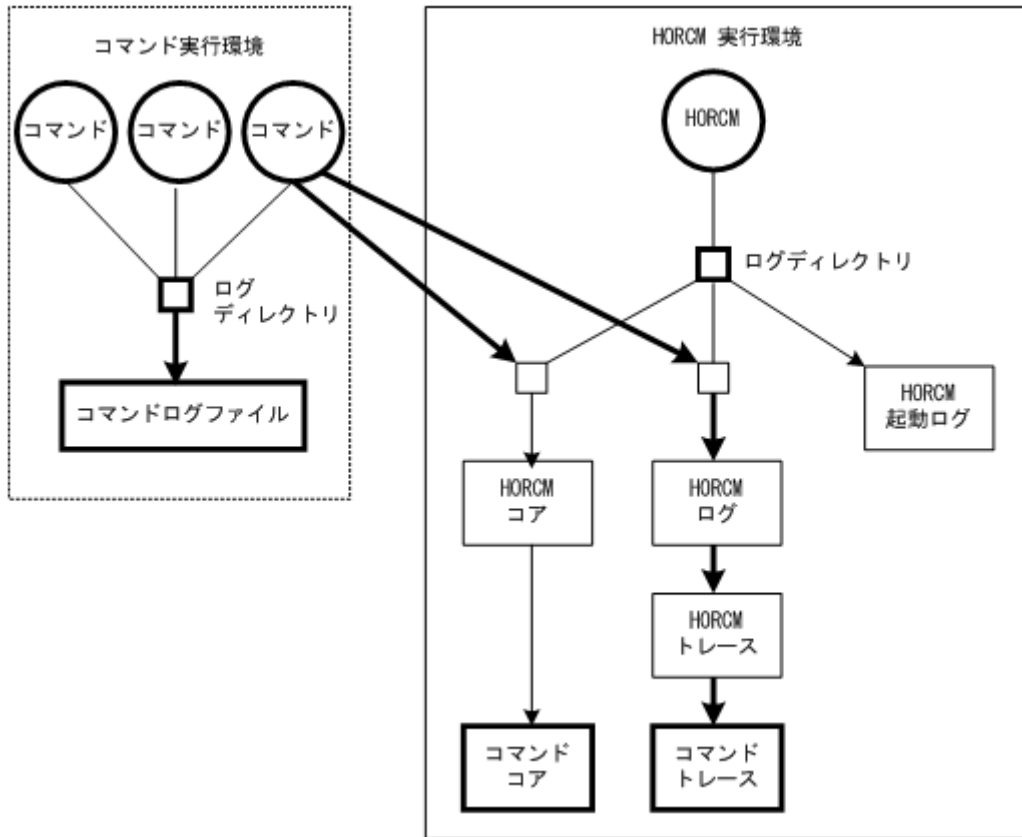 コマンド実行環境
コマンド
コマンド
コマンド
ログ
ディレクトリ
コマンドログファイル
HORCM 実行環境
HORCM
ログディレクトリ
HORCM
起動ログ
HORCM
コア
HORCM
ログ
HORCM
トレース
コマンド
コア
コマンド
トレース